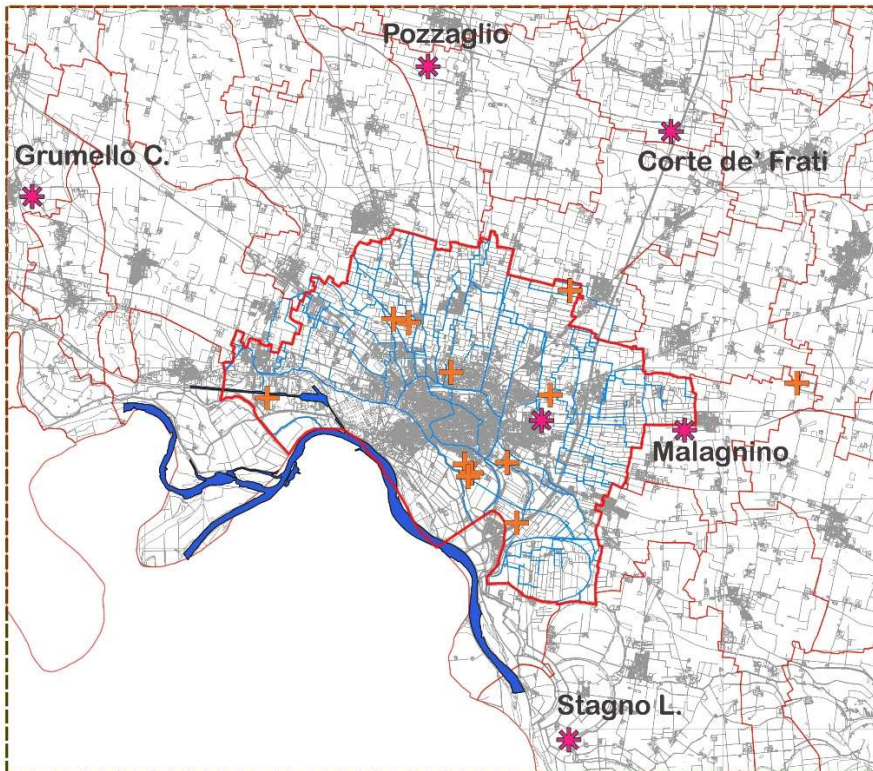 Pozzaglio
Grumello C.
Corte de' Frati
Malagnino
Stagno L.